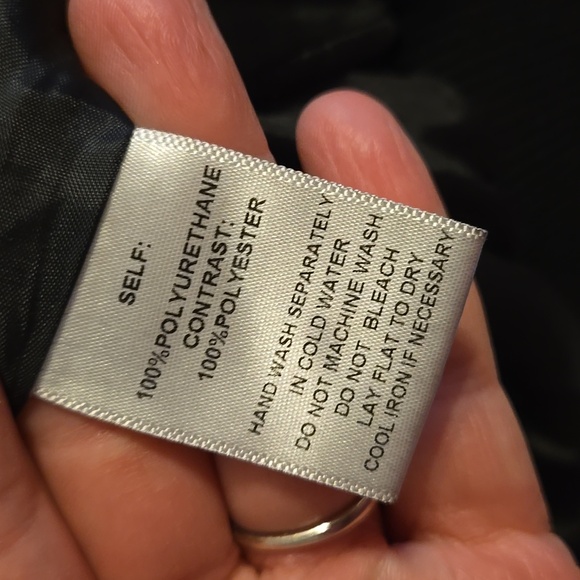 SELF:
100%POLYURETHANE
CONTRAST:
100%POLYESTER
HAND WASH SEPARATELY
IN COLD WATER
DO NOT MACHINE WASH
DO NOT BLEACH
LAY FLAT TO DRY
COOL IRON IF NECESSARY